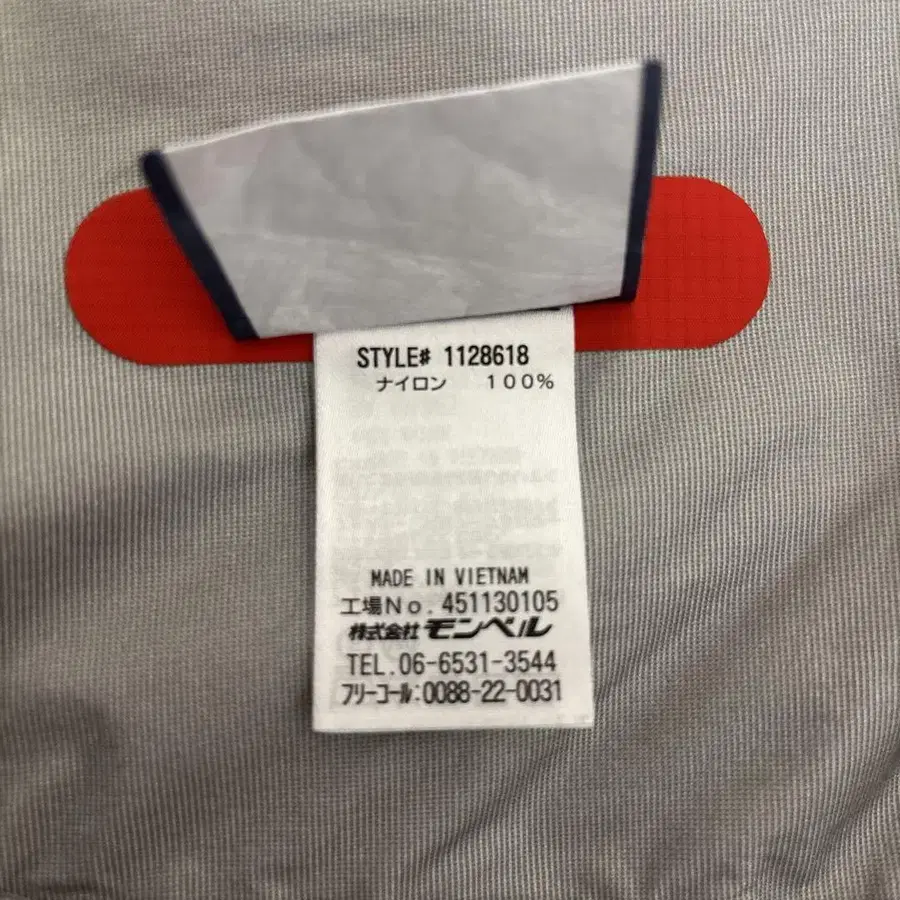 STYLE# 1128618
ナイロン 100%
MADE IN VIETNAM
工場No. 451130105
株式会社 モンベル
TEL.06-6531-3544
フリーコール:0088-22-0031